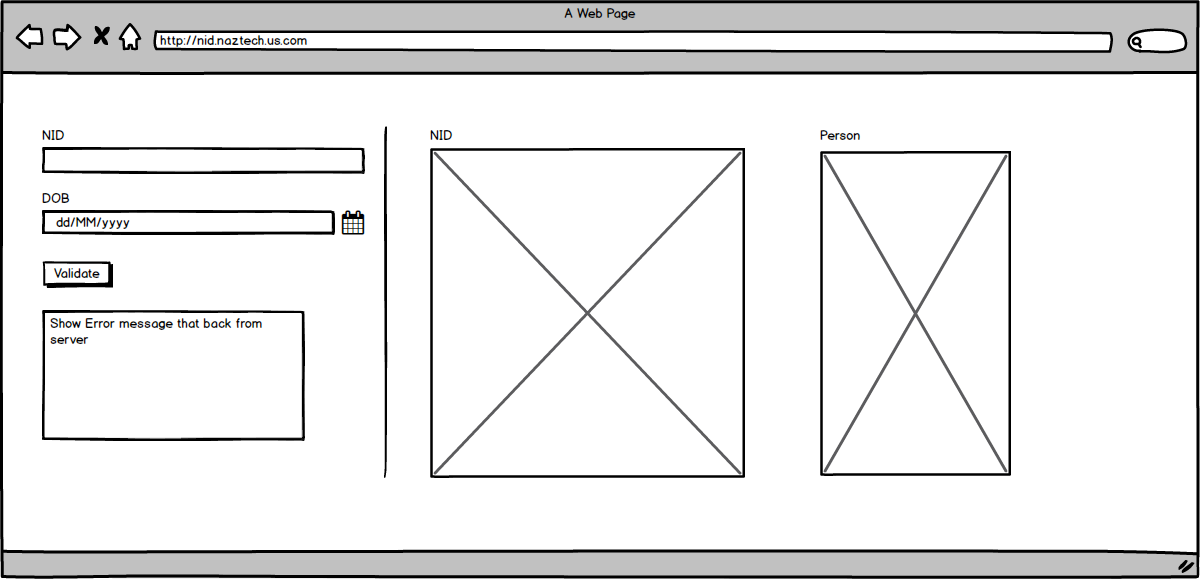 A Web Page
http://nid.naztech.us.com
NID
DOB
dd/MM/yyyy
Validate
Show Error message that back from
server
NID
Person